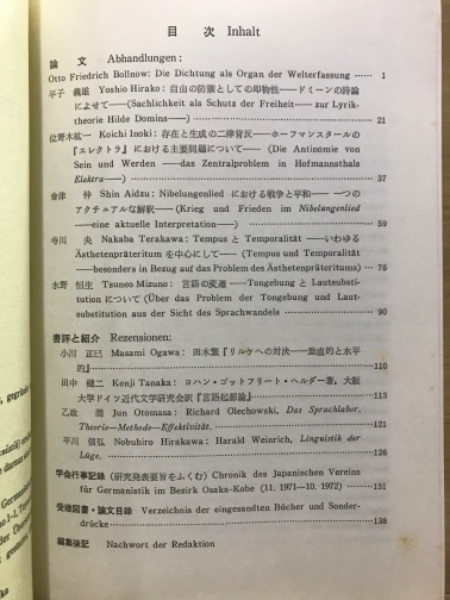 目　次 Inhalt
論　文 Abhandlungen:
Otto Friedrich Bollnow: Die Dichtung als Organ der Welterfassung …… 1
平子　義雄 Yoshio Hirako: 自由の防禦としての即物性——ドミーンの詩論
によせて——(Sachlichkeit als Schutz der Freiheit—— zur Lyrik-
theorie Hilde Domins——) 21
位野木紘一 Koichi Inoki: 存在と生成の二律背反——ホーフマンスタールの
『エレクトラ』における主要問題について—— (Die Antinomie von
Sein und Werden ——das Zentralproblem in Hofmannsthals
Elektra——) 37
會津　伸 Shin Aidzu: Nibelungenlied における戦争と平和—— 一つの
アクチュアルな解釈——(Krieg und Frieden im Nibelungenlied
——eine aktuelle Interpretation——) 59
寺川　央 Nakaba Terakawa: Tempus と Temporalität ——いわゆる
Ästhetenpräteritum を中心にして——(Tempus und Temporalität
——besonders in Bezug auf das Problem des Ästhetenpräteritums)… 76
水野　恒生 Tsuneo Mizuno: 言語の変遷——Tongebung と Lautsubsti-
tution について (Über das Problem der Tongebung und Laut-
substitution aus der Sicht des Sprachwandels 90
書評と紹介 Rezensionen:
小川　正巳 Masami Ogawa: 田木繁『リルケへの対決——垂直的と水平
的』 110
田中　健二 Kenji Tanaka: ヨハン・ゴットフリート・ヘルダー著，大阪
大学ドイツ近代文学研究会訳『言語起源論』 113
乙政　潤 Jun Otomasa: Richard Olechowski, Das Sprachlabor,
Theorie—Methode—Effektivität. 121
平川　信弘 Nobuhiro Hirakawa: Harald Weinrich, Linguistik der
Lüge. 126
学会行事記録 (研究発表要旨をふくむ) Chronik des Japanischen Vereins
für Germanistik im Bezirk Osaka-Kobe (11. 1971-10. 1972) ……131
受贈図書・論文目録 Verzeichnis der eingesandten Bücher und Sonder-
drücke 138
編集後記 Nachwort der Redaktion